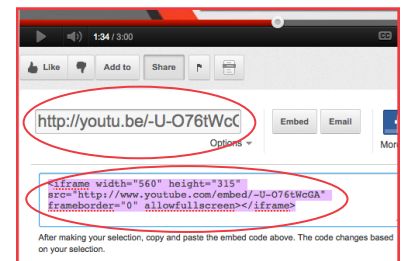 1:34 / 3:00 CC
Like Add to Share
http://youtu.be/-U-O76tWcG Embed Email
Options More
<iframe width="560" height="315"
src="http://www.youtube.com/embed/-U-O76tWcGA"
frameborder="0" allowfullscreen></iframe>
After making your selection, copy and paste the embed code above. The code changes based
on your selection.